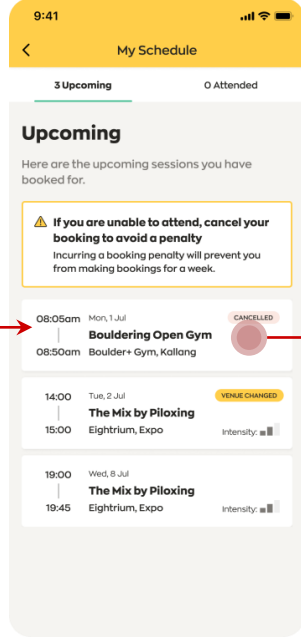 9:41
My Schedule
3 Upcoming
0 Attended
Upcoming
Here are the upcoming sessions you have
booked for.
If you are unable to attend, cancel your
booking to avoid a penalty
Incurring a booking penalty will prevent you
from making bookings for a week.
08:05am Mon, 1 Jul CANCELLED
Bouldering Open Gym
08:50am Boulder+ Gym, Kallang
14:00 Tue, 2 Jul VENUE CHANGED
The Mix by Piloxing
15:00 Eightrium, Expo Intensity:
19:00 Wed, 8 Jul
The Mix by Piloxing
19:45 Eightrium, Expo Intensity: